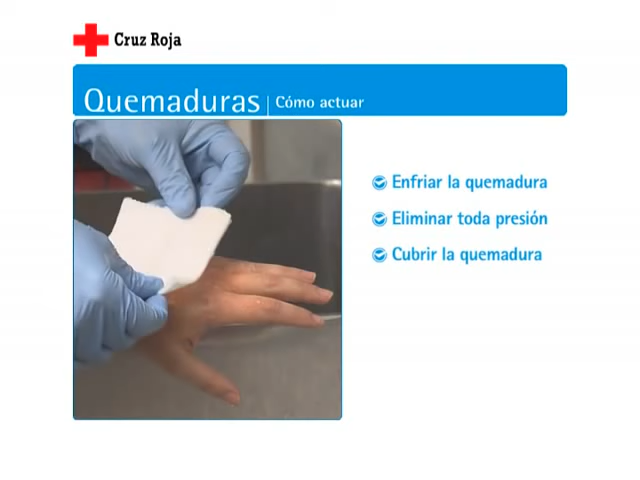 Cruz Roja
Quemaduras | Cómo actuar
Enfriar la quemadura
Eliminar toda presión
Cubrir la quemadura